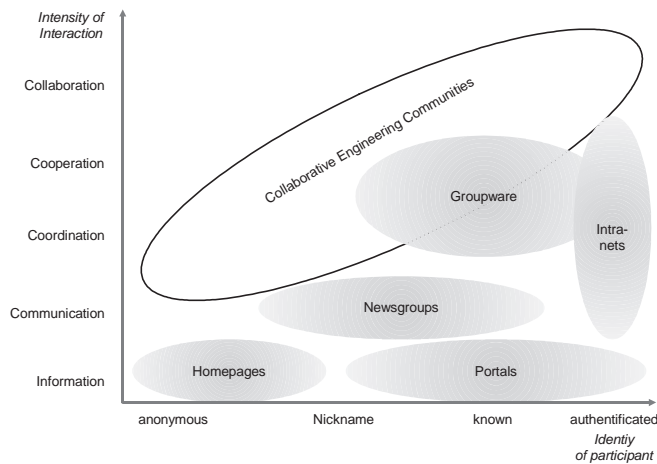 Intensity of
Interaction
Collaboration
Collaborative Engineering Communities
Cooperation
Groupware
Coordination
Intra-
nets
Communication
Newsgroups
Homepages
Portals
Information
anonymous
Nickname
known
authentificated
Identiy
of participant